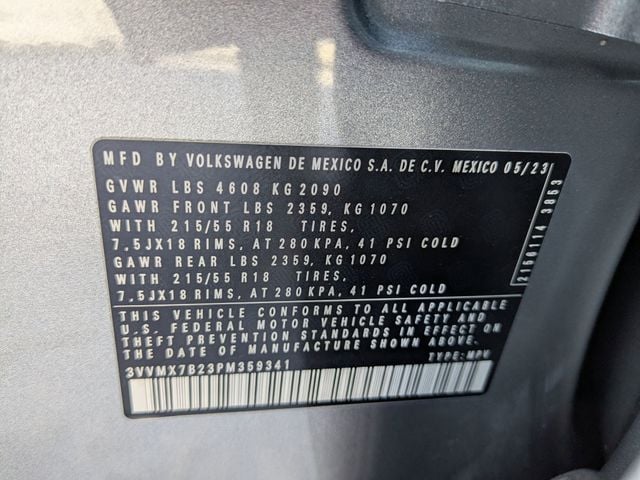 MFD BY VOLKSWAGEN DE MEXICO S.A. DE C.V. MEXICO 05/23
GVWR LBS 4608 KG 2090
GAWR FRONT LBS 2359, KG 1070
WITH 215/55 R18 TIRES,
7,5JX18 RIMS, AT 280 KPA, 41 PSI COLD
GAWR REAR LBS 2359, KG 1070
WITH 215/55 R18 TIRES,
7,5JX18 RIMS, AT 280 KPA, 41 PSI COLD
THIS VEHICLE CONFORMS TO ALL APPLICABLE
U.S. FEDERAL MOTOR VEHICLE SAFETY AND
THEFT PREVENTION STANDARDS IN EFFECT ON
THE DATE OF MANUFACTURE SHOWN ABOVE.
3VVMX7B23PM359341 TYPE: MPV
2156114 3863